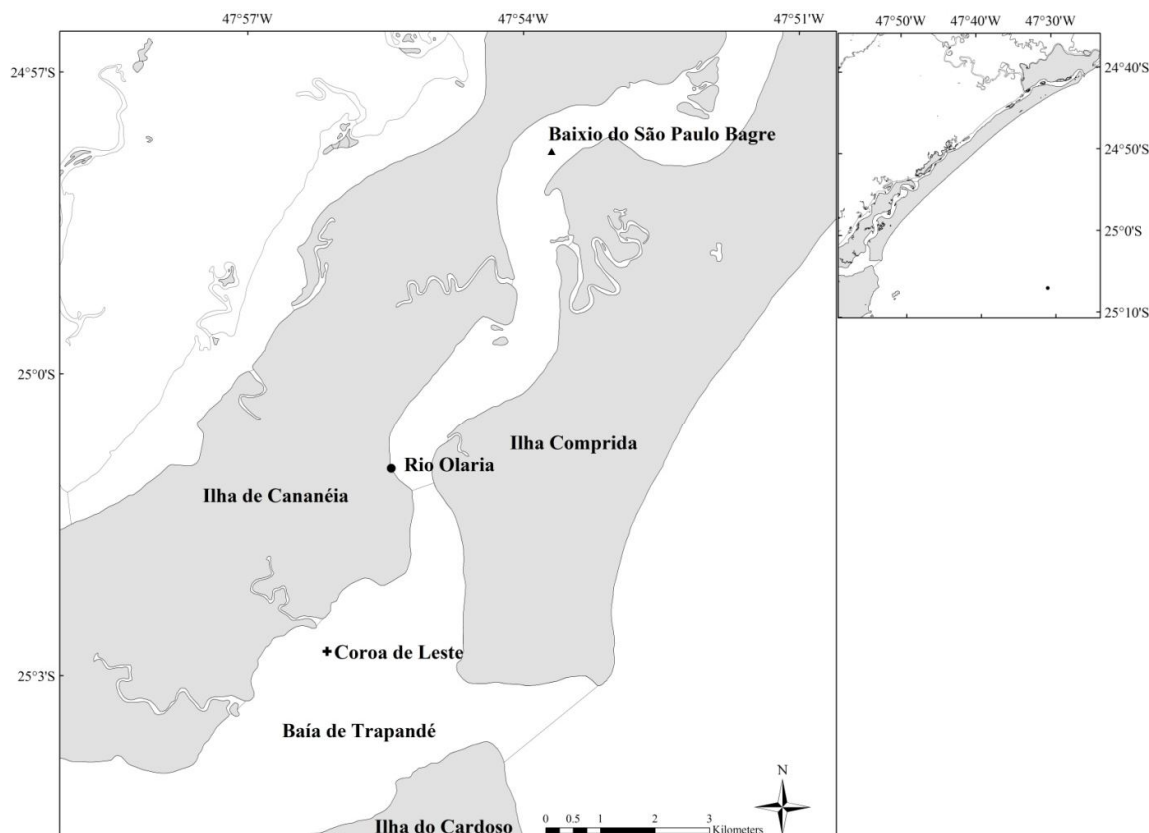 47°57'W 47°54'W 47°51'W
47°50'W 47°40'W 47°30'W
24°57'S
24°40'S
Baixio do São Paulo Bagre
24°50'S
25°0'S
25°10'S
25°0'S
Ilha Comprida
Rio Olaria
Ilha de Cananéia
Coroa de Leste
25°3'S
Baía de Trapandé
N
Ilha do Cardoso
0 0.5 1 2 3
Kilometers